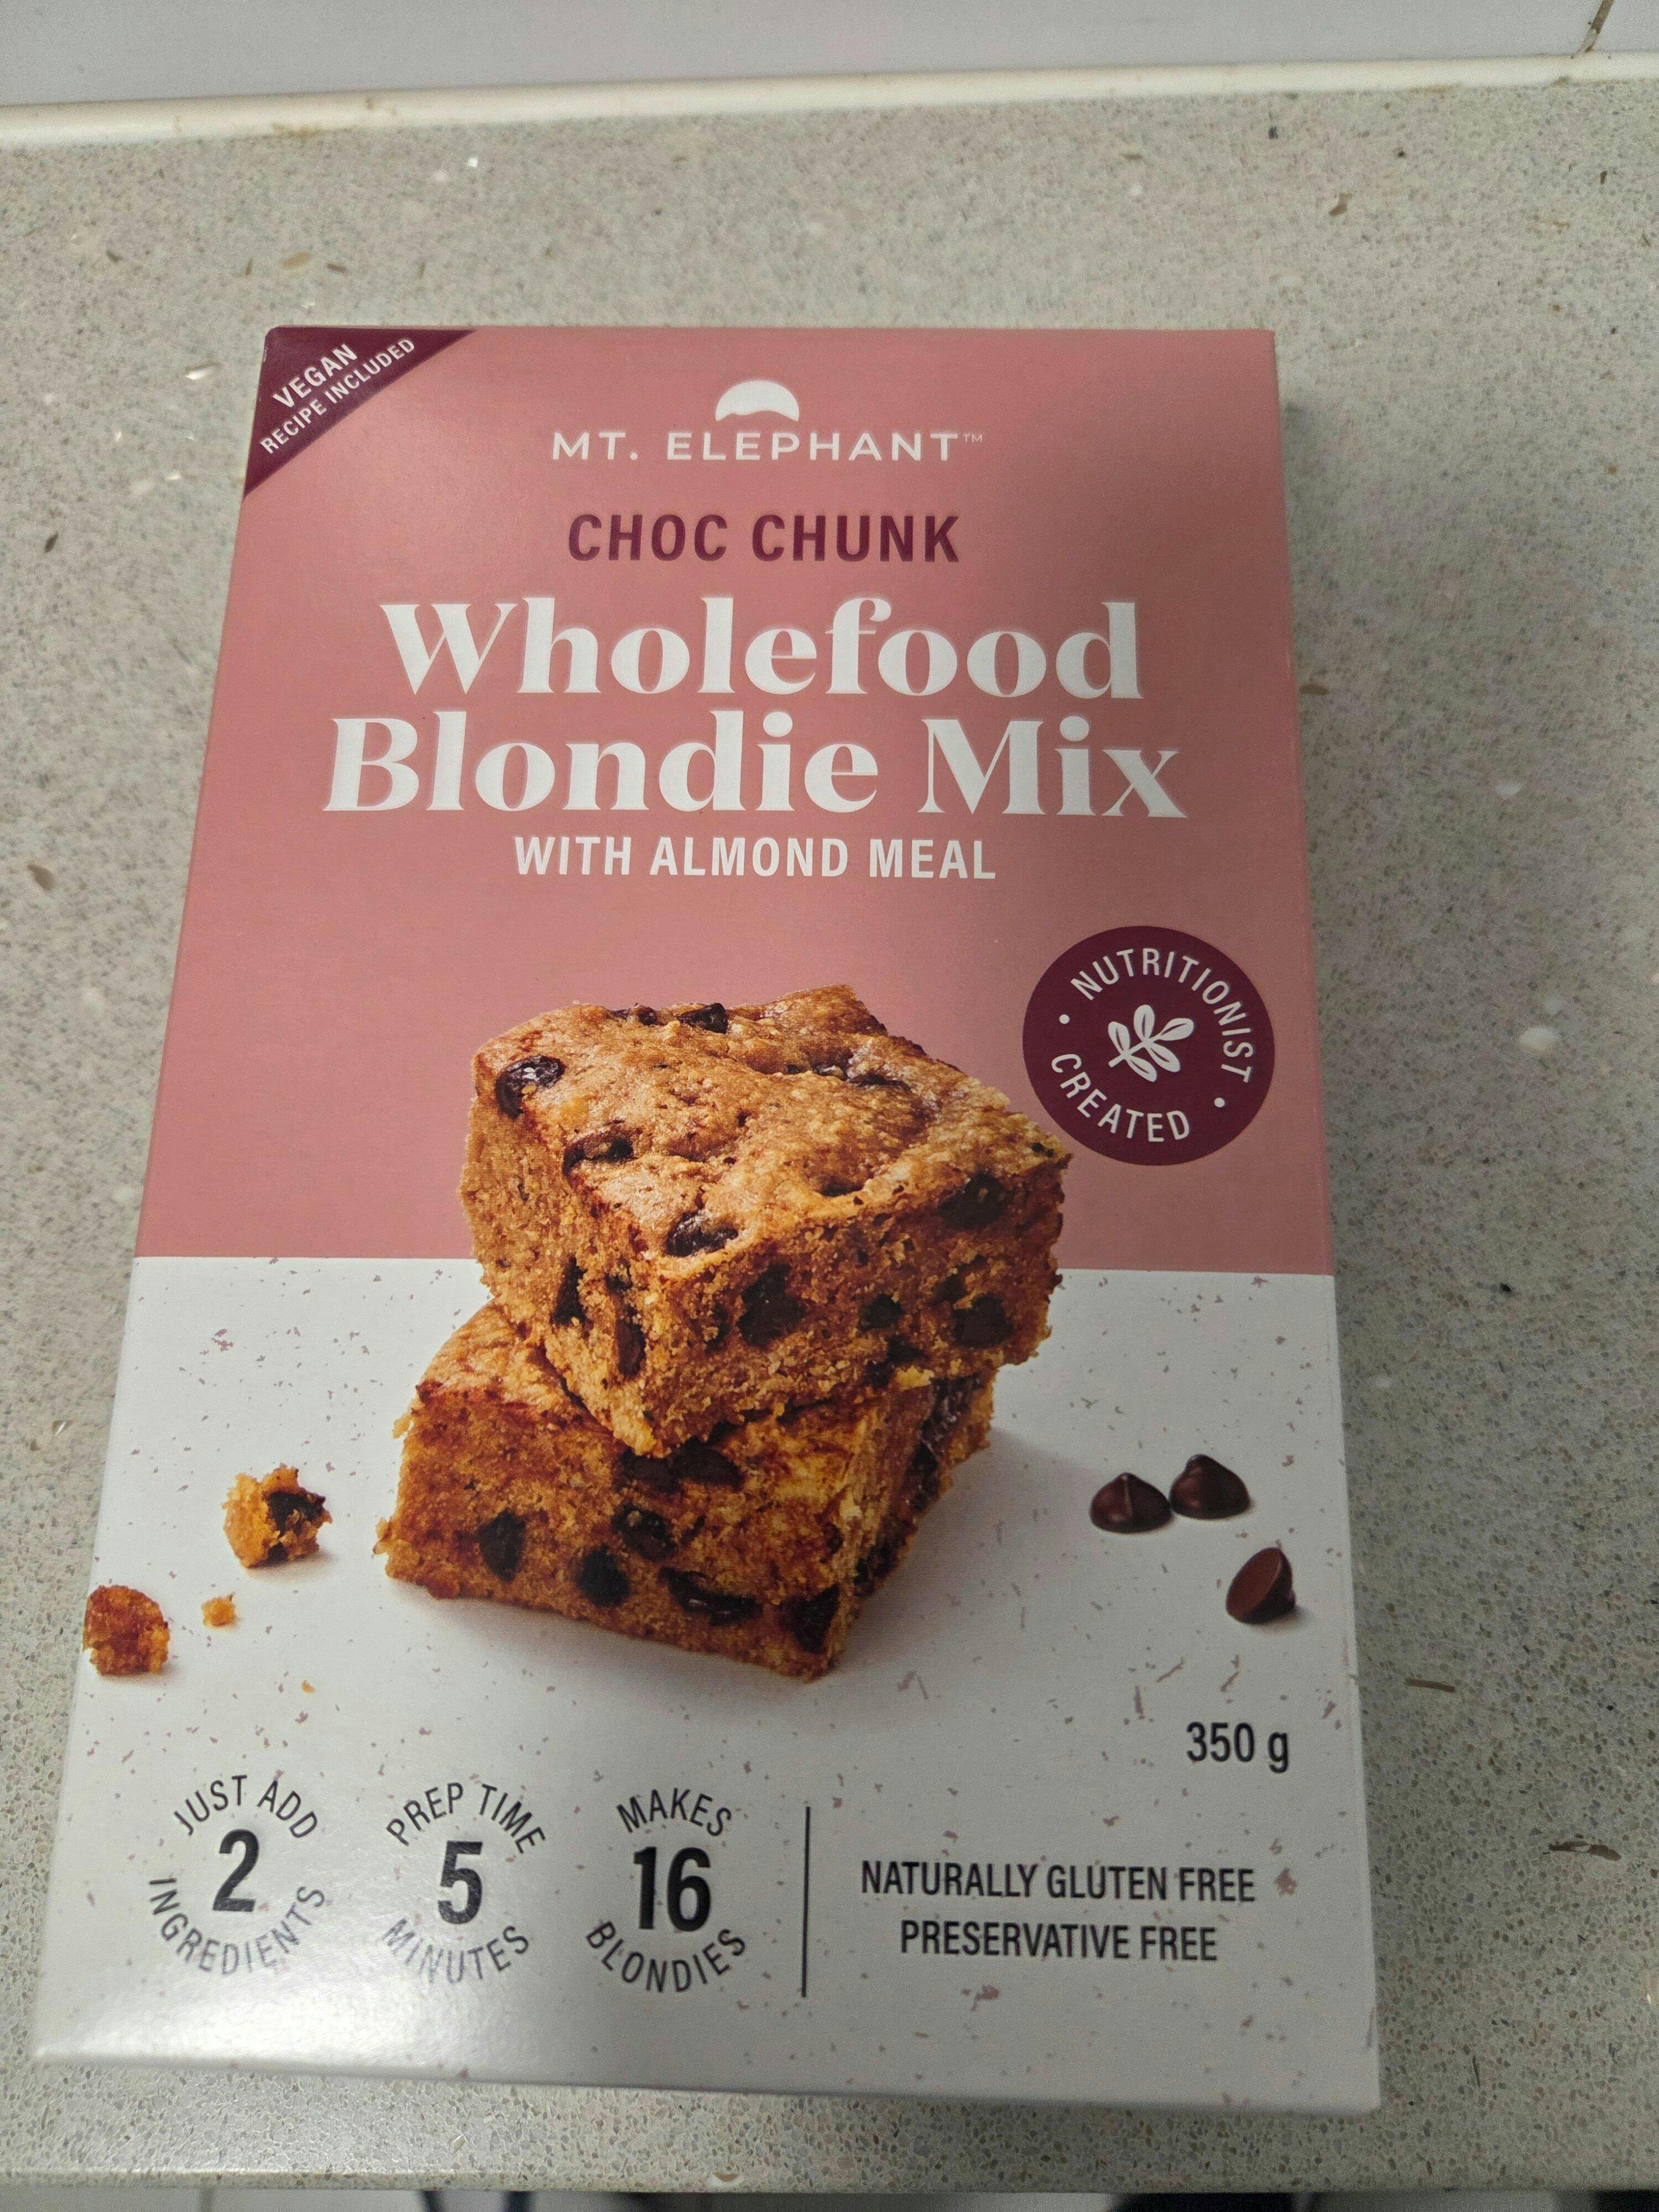 VEGAN
RECIPE INCLUDED
MT. ELEPHANT™
CHOC CHUNK
Wholefood
Blondie Mix
WITH ALMOND MEAL
NUTRITIONIST
CREATED
350 g
JUST ADD
2
INGREDIENTS
PREP TIME
5
MINUTES
MAKES
16
BLONDIES
NATURALLY GLUTEN FREE
PRESERVATIVE FREE